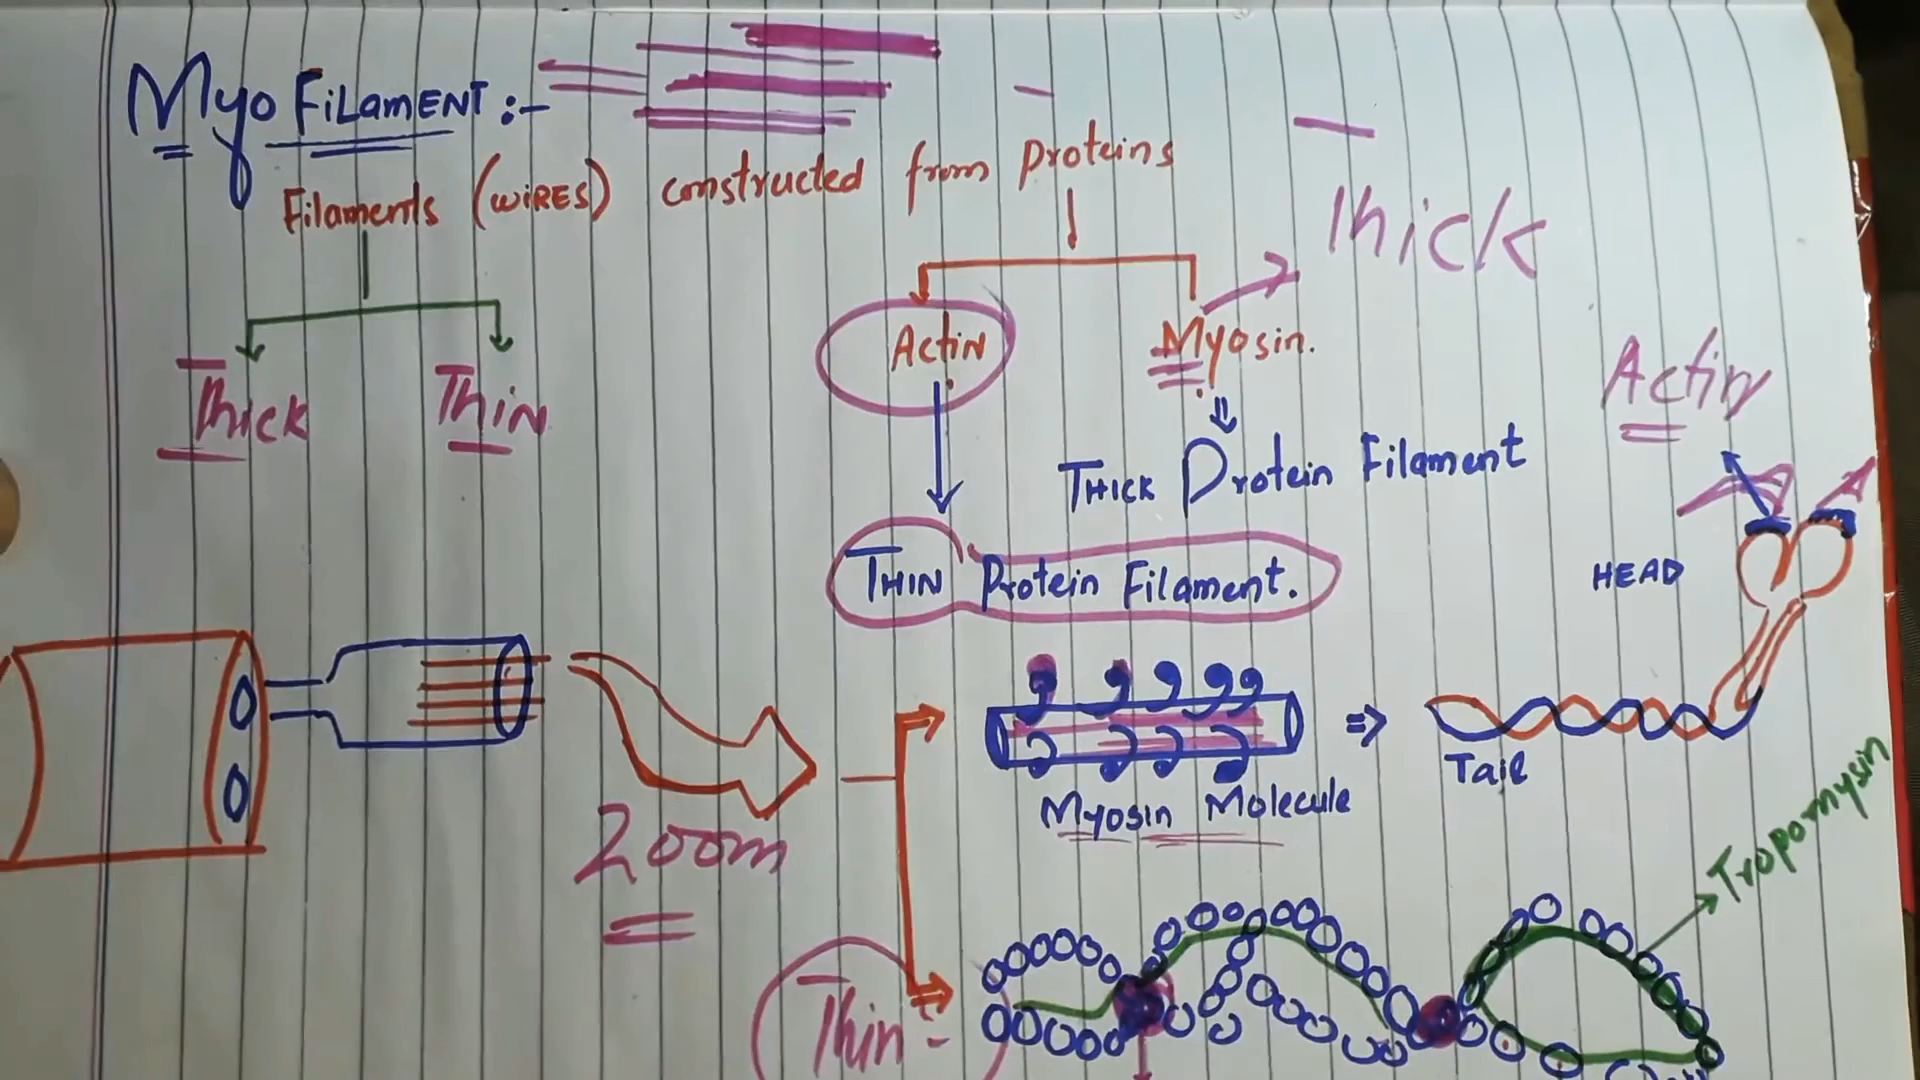 Myo FiLaMENT :-
Filaments (WIRES) constructed from Proteins
Thick
Thick
Thin
Actin
Myosin.
Actin
THICK Protein Filament
THIN Protein Filament.
HEAD
Tail
Myosin Molecule
Zoom
Tropomysin
Thin -